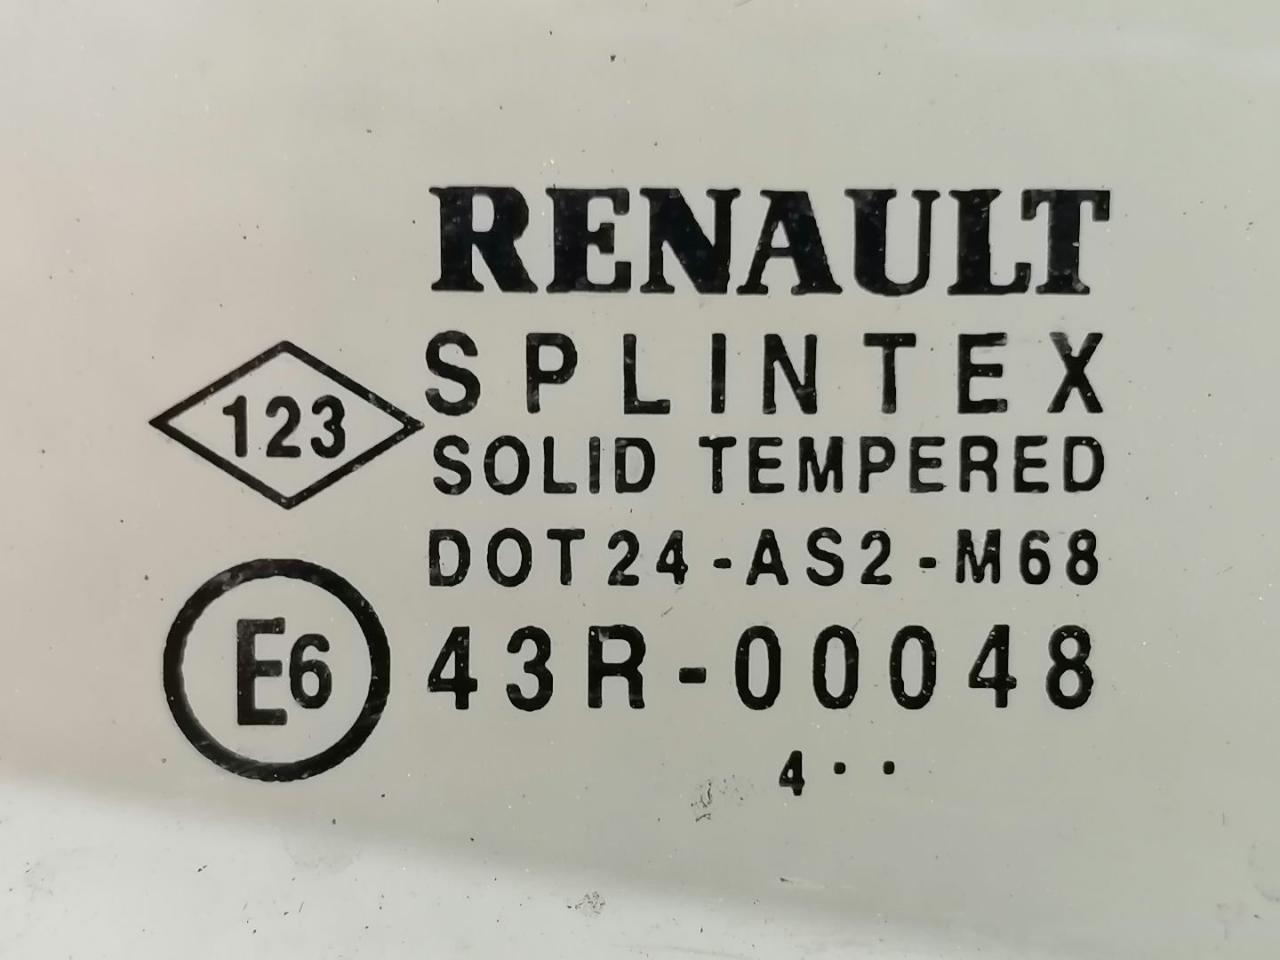 RENAULT
SPLINTEX
123
SOLID TEMPERED
DOT24-AS2-M68
E6
43R-00048
4··